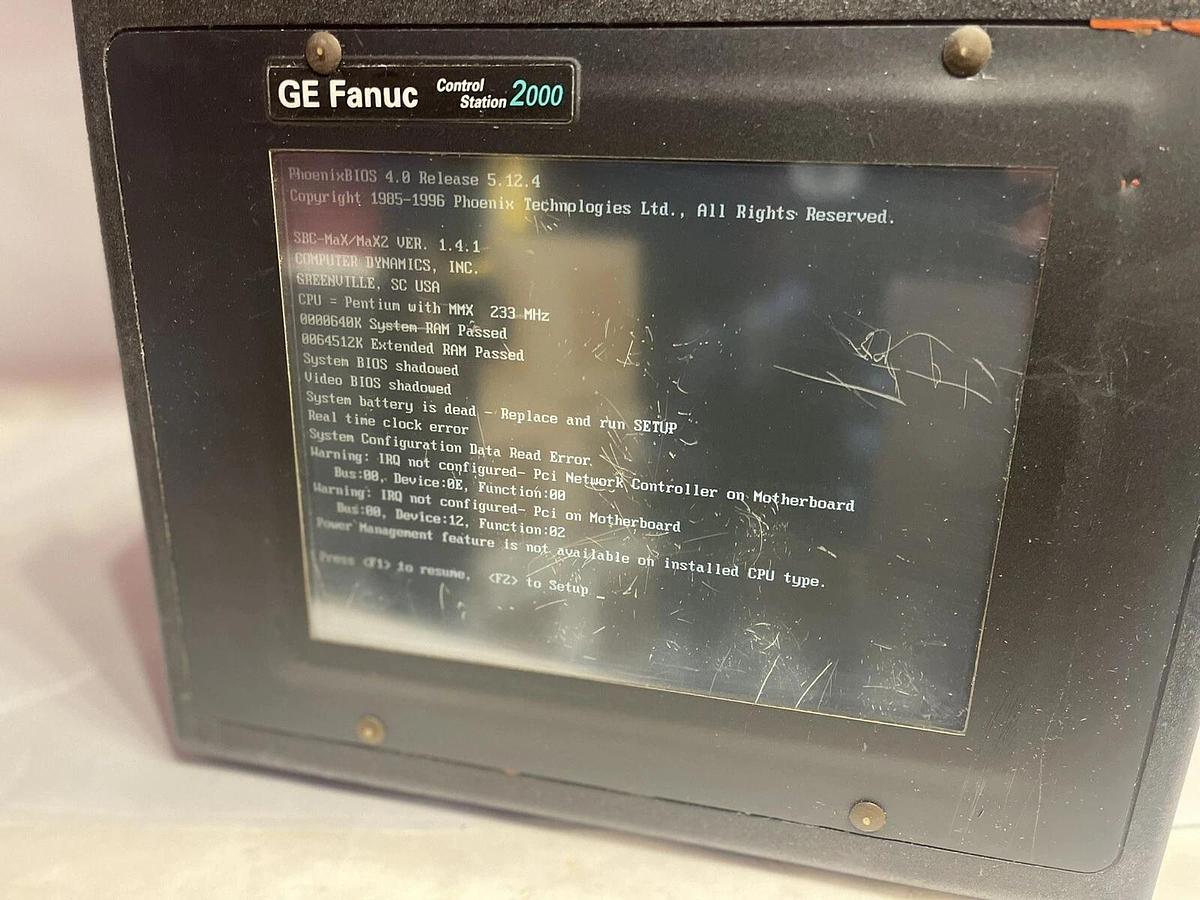 GE Fanuc Control Station 2000
PhoenixBIOS 4.0 Release 5.12.4
Copyright 1985-1996 Phoenix Technologies Ltd., All Rights Reserved.
SBC-MaX/MaX2 VER. 1.4.1
COMPUTER DYNAMICS, INC.
GREENVILLE, SC USA
CPU = Pentium with MMX 233 MHz
0000640K System RAM Passed
0064512K Extended RAM Passed
System BIOS shadowed
Video BIOS shadowed
System battery is dead - Replace and run SETUP
Real time clock error
System Configuration Data Read Error.
Warning: IRQ not configured- Pci Network Controller on Motherboard
Bus:00, Device:0E, Function:00
Warning: IRQ not configured- Pci on Motherboard
Bus:00, Device:12, Function:02
Power Management feature is not available on installed CPU type.
Press <F1> to resume, <F2> to Setup _